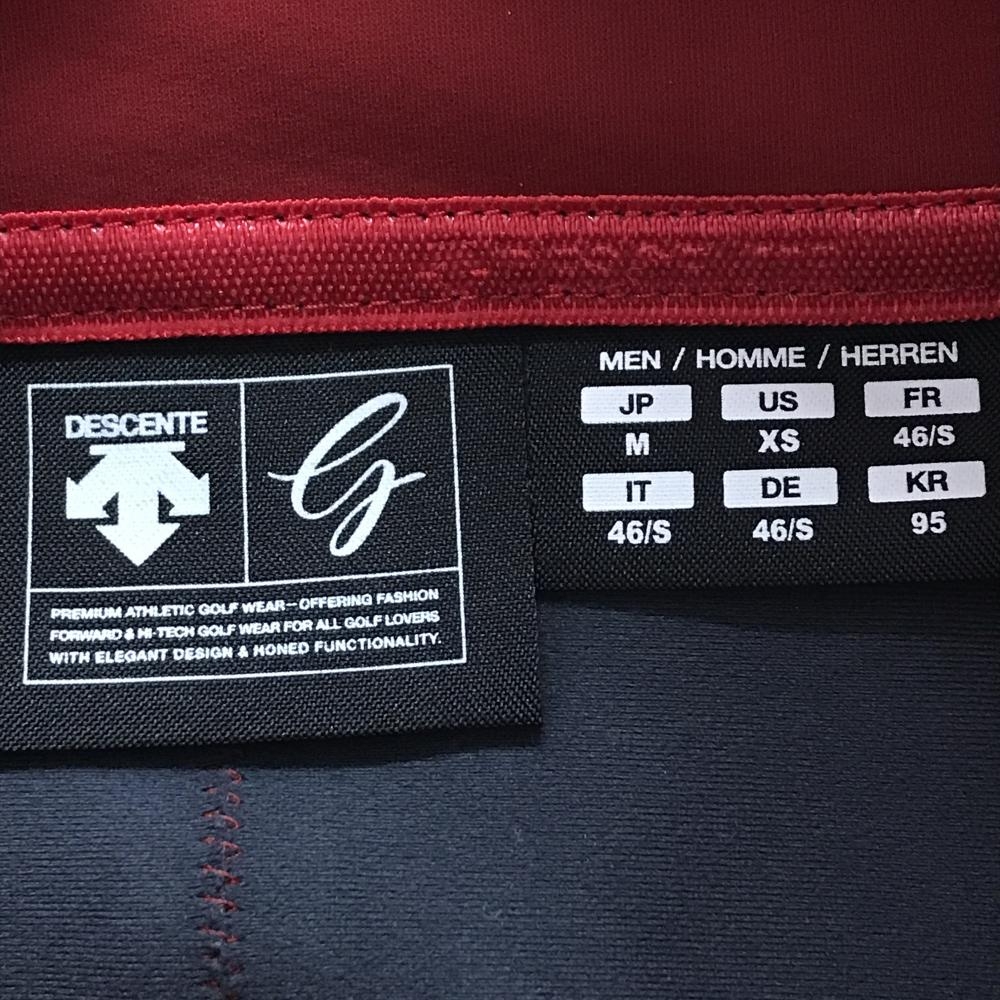 DESCENTE
G
PREMIUM ATHLETIC GOLF WEAR—OFFERING FASHION
FORWARD & HI-TECH GOLF WEAR FOR ALL GOLF LOVERS
WITH ELEGANT DESIGN & HONED FUNCTIONALITY.
MEN / HOMME / HERREN
JP US FR
M XS 46/S
IT DE KR
46/S 46/S 95